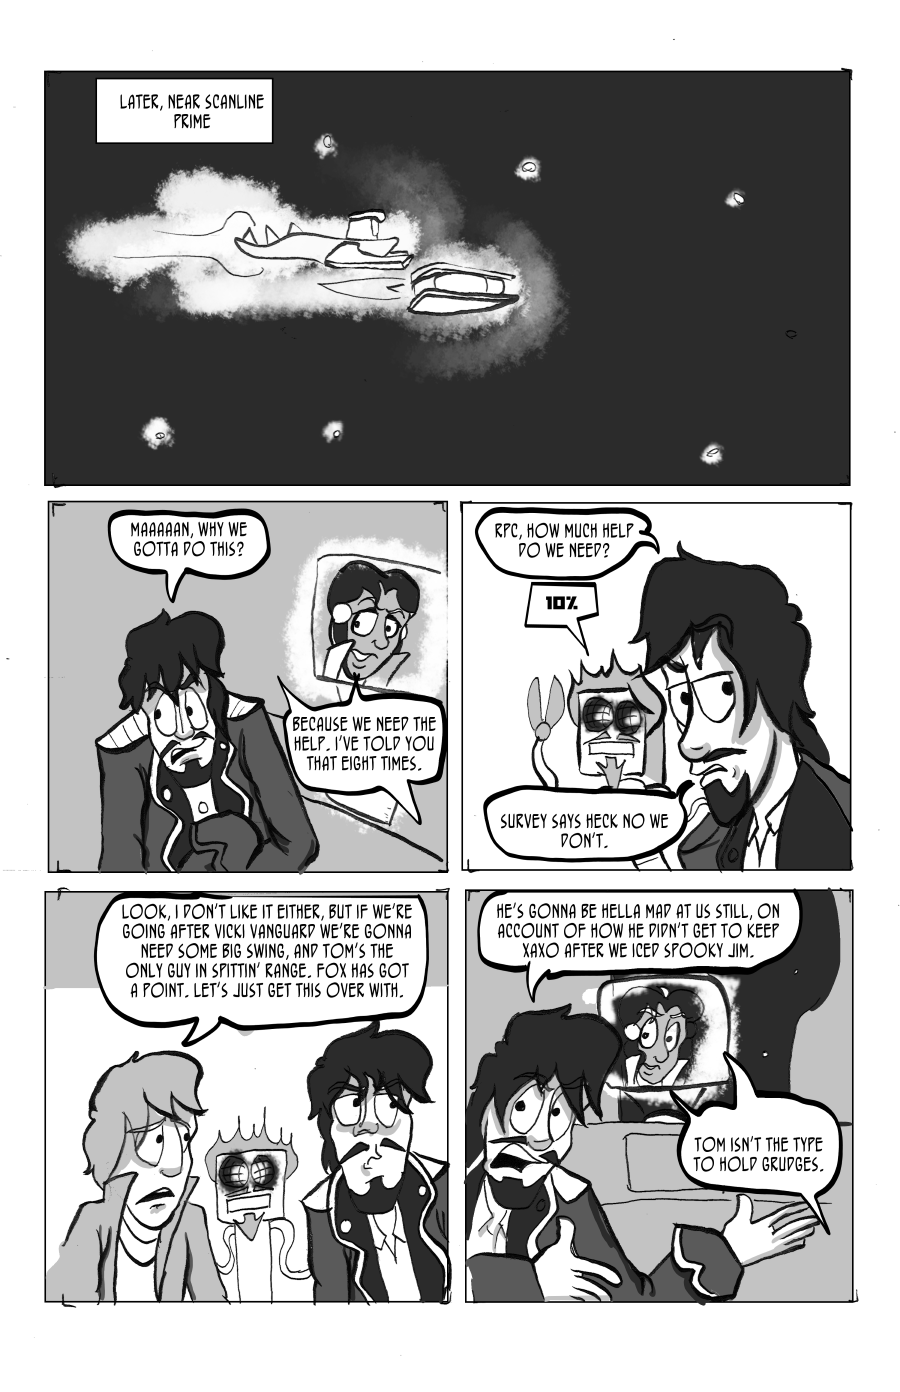 LATER, NEAR SCANLINE
PRIME
MAAAAAN, WHY WE
GOTTA DO THIS?
BECAUSE WE NEED THE
HELP. I'VE TOLD YOU
THAT EIGHT TIMES.
RPC, HOW MUCH HELP
DO WE NEED?
10%
SURVEY SAYS HECK NO WE
DON'T.
LOOK, I DON'T LIKE IT EITHER, BUT IF WE'RE
GOING AFTER VICKI VANGUARD WE'RE GONNA
NEED SOME BIG SWING, AND TOM'S THE
ONLY GUY IN SPITTIN' RANGE. FOX HAS GOT
A POINT. LET'S JUST GET THIS OVER WITH.
HE'S GONNA BE HELLA MAD AT US STILL, ON
ACCOUNT OF HOW HE DIDN'T GET TO KEEP
XAXO AFTER WE ICED SPOOKY JIM.
TOM ISN'T THE TYPE
TO HOLD GRUDGES.